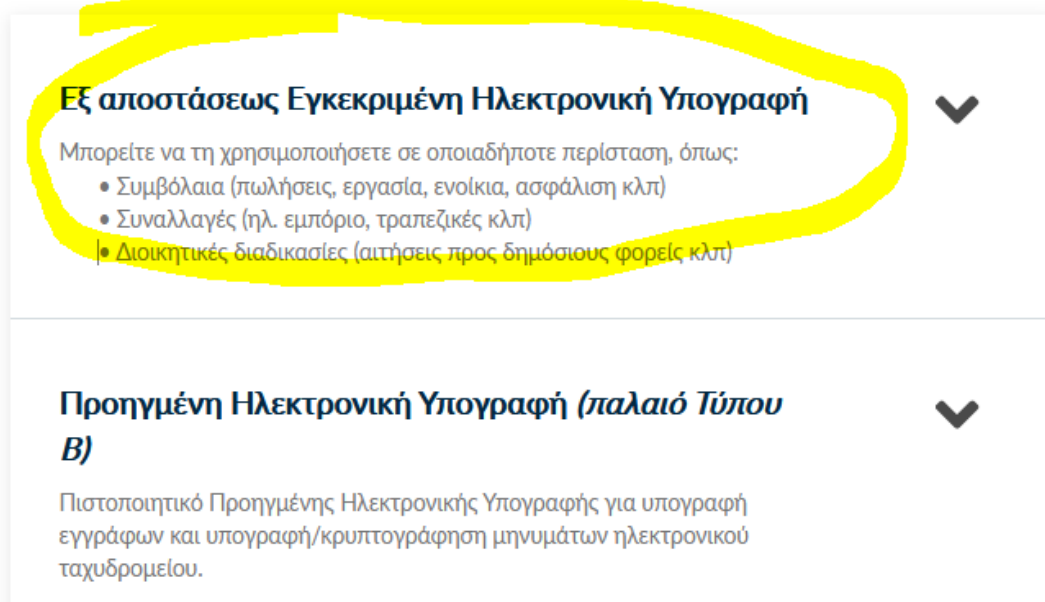 Εξ αποστάσεως Εγκεκριμένη Ηλεκτρονική Υπογραφή
Μπορείτε να τη χρησιμοποιήσετε σε οποιαδήποτε περίσταση, όπως:
• Συμβόλαια (πωλήσεις, εργασία, ενοίκια, ασφάλιση κλπ)
• Συναλλαγές (ηλ. εμπόριο, τραπεζικές κλπ)
• Διοικητικές διαδικασίες (αιτήσεις προς δημόσιους φορείς κλπ)
Προηγμένη Ηλεκτρονική Υπογραφή (παλαιό Τύπου
Β)
Πιστοποιητικό Προηγμένης Ηλεκτρονικής Υπογραφής για υπογραφή
εγγράφων και υπογραφή/κρυπτογράφηση μηνυμάτων ηλεκτρονικού
ταχυδρομείου.